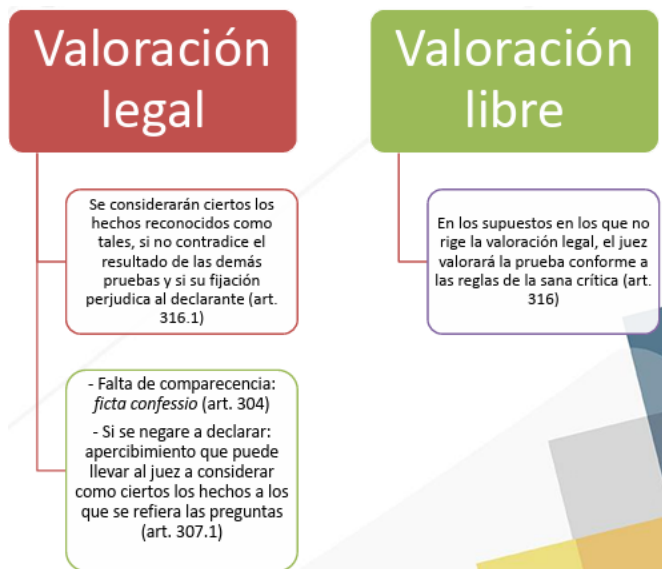 Valoración
legal
Se considerarán ciertos los
hechos reconocidos como
tales, si no contradice el
resultado de las demás
pruebas y si su fijación
perjudica al declarante (art.
316.1)
- Falta de comparecencia:
ficta confessio (art. 304)
- Si se negare a declarar:
apercibimiento que puede
llevar al juez a considerar
como ciertos los hechos a los
que se refiera las preguntas
(art. 307.1)
Valoración
libre
En los supuestos en los que no
rige la valoración legal, el juez
valorará la prueba conforme a
las reglas de la sana crítica (art.
316)